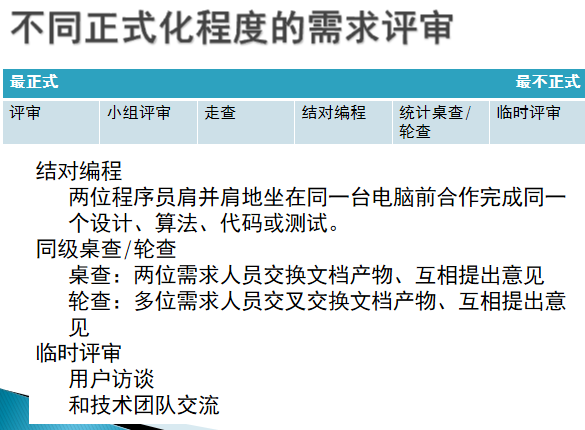 不同正式化程度的需求评审
最正式 最不正式
评审 小组评审 走查 结对编程 统计桌查/ 临时评审
轮查
结对编程
两位程序员肩并肩地坐在同一台电脑前合作完成同一
个设计、算法、代码或测试。
同级桌查/轮查
桌查：两位需求人员交换文档产物、互相提出意见
轮查：多位需求人员交叉交换文档产物、互相提出意
见
临时评审
用户访谈
和技术团队交流